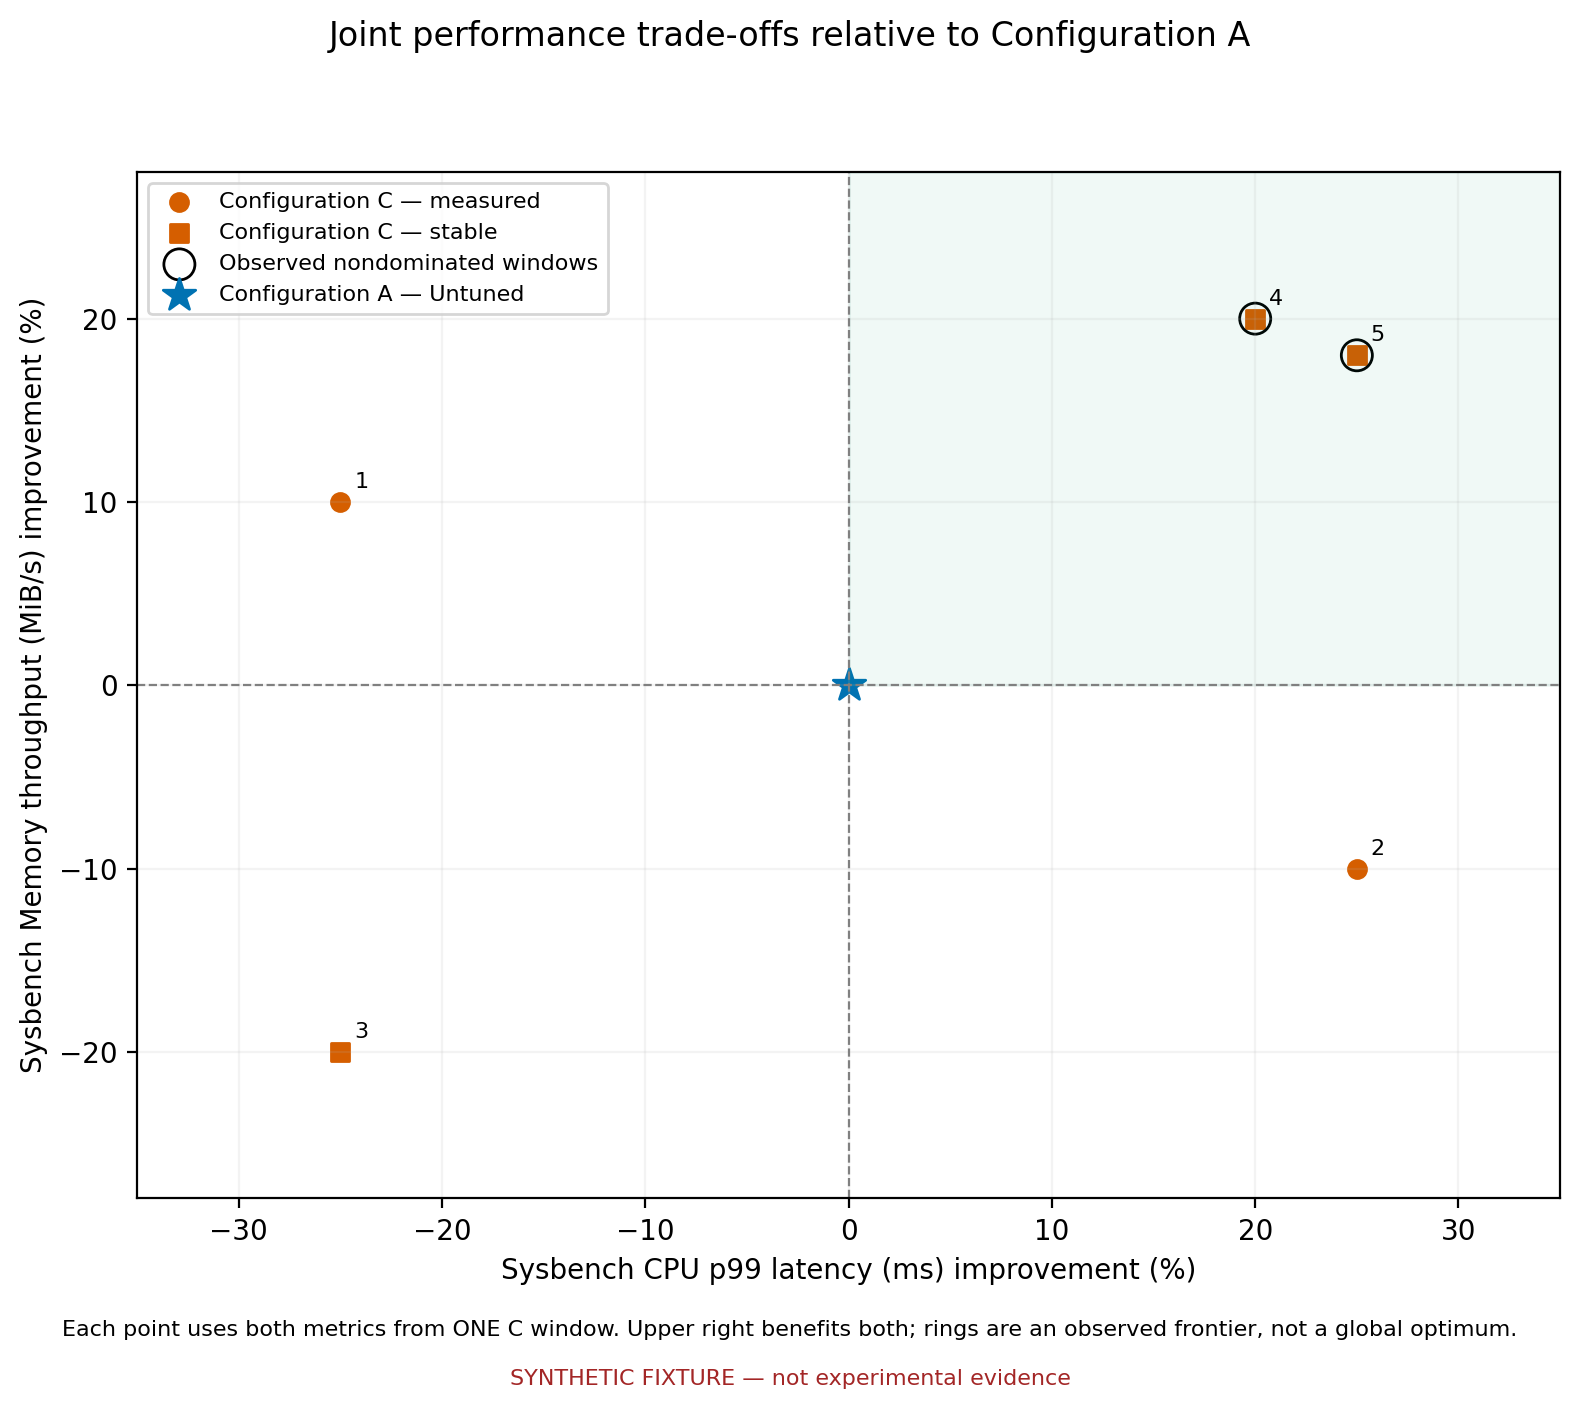 Joint performance trade-offs relative to Configuration A
Configuration C — measured
Configuration C — stable
Observed nondominated windows
Configuration A — Untuned
Sysbench Memory throughput (MiB/s) improvement (%)
20
10
0
−10
−20
1
2
3
4
5
−30
−20
−10
0
10
20
30
Sysbench CPU p99 latency (ms) improvement (%)
Each point uses both metrics from ONE C window. Upper right benefits both; rings are an observed frontier, not a global optimum.
SYNTHETIC FIXTURE — not experimental evidence